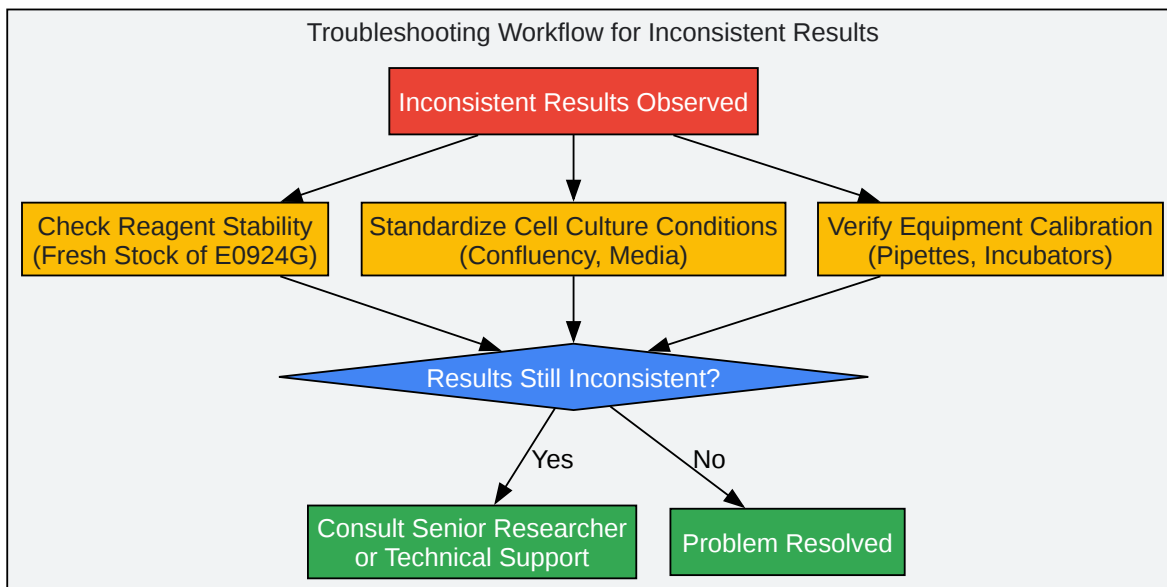 Troubleshooting Workflow for Inconsistent Results
Inconsistent Results Observed
Check Reagent Stability
(Fresh Stock of E0924G)
Standardize Cell Culture Conditions
(Confluency, Media)
Verify Equipment Calibration
(Pipettes, Incubators)
Results Still Inconsistent?
Yes
No
Consult Senior Researcher
or Technical Support
Problem Resolved